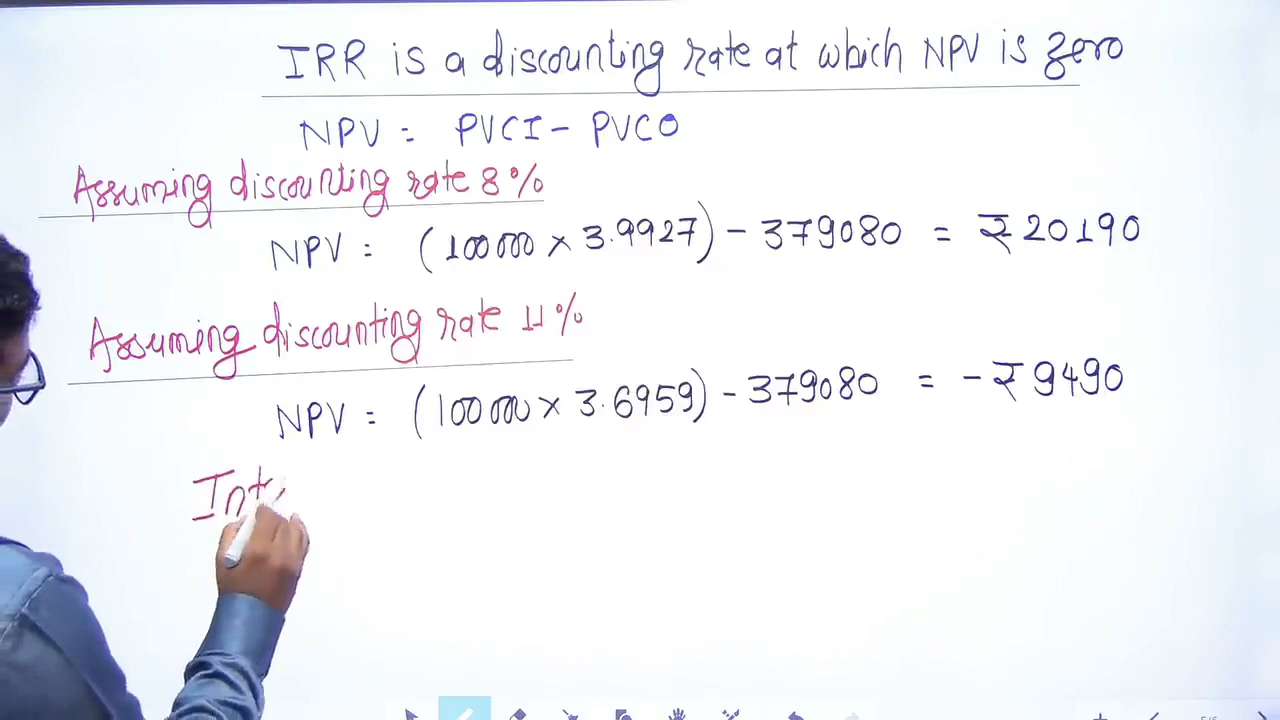 IRR is a discounting rate at which NPV is zero
NPV = PVCI - PVCO
Assuming discounting rate 8%
NPV = (100000 × 3.9927) - 379080 = ₹20190
Assuming discounting rate 11%
NPV = (100000 × 3.6959) - 379080 = -₹9490
Int